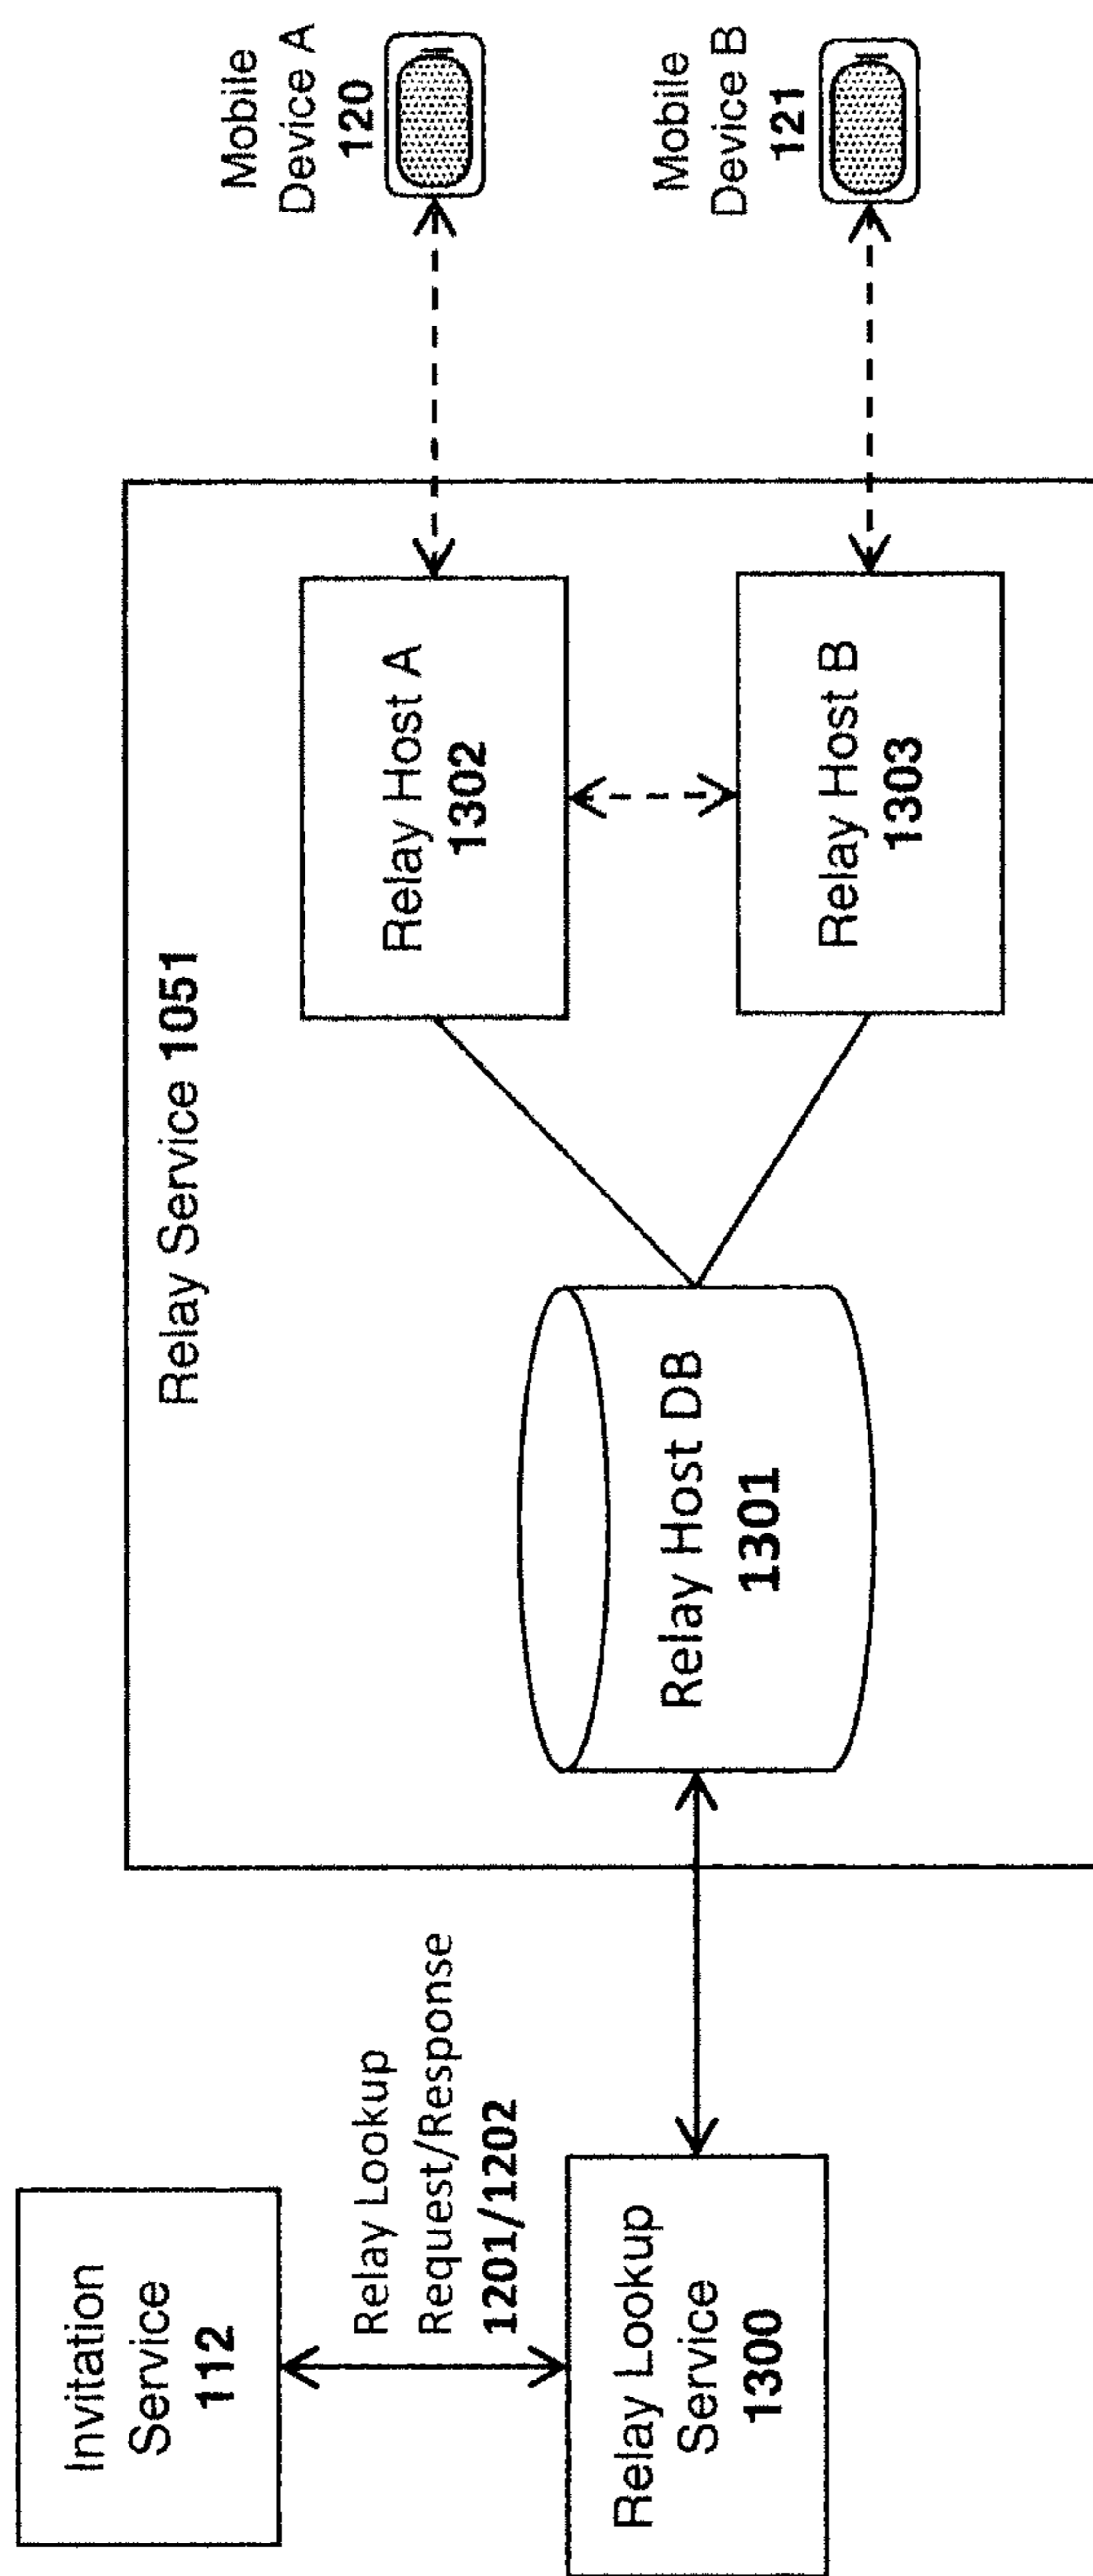 Invitation
Service
112
Relay Lookup
Request/Response
1201/1202
Relay Lookup
Service
1300
Relay Service 1051
Relay Host DB
1301
Relay Host A
1302
Relay Host B
1303
Mobile
Device A
120
Mobile
Device B
121